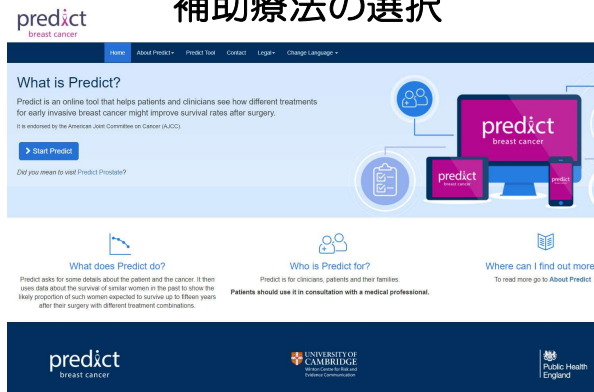 補助療法の選択
predict
breast cancer
Home About Predict Predict Tool Contact Legal Change Language
What is Predict?
Predict is an online tool that helps patients and clinicians see how different treatments
for early invasive breast cancer might improve survival rates after surgery.
It is endorsed by the American Joint Committee on Cancer (AJCC).
Start Predict
Did you mean to visit Predict Prostate?
predict
breast cancer
predict
breast cancer
predict
What does Predict do?
Predict asks for some details about the patient and the cancer. It then
uses data about the survival of similar women in the past to show the
likely proportion of such women expected to survive up to fifteen years
after their surgery with different treatment combinations.
Who is Predict for?
Predict is for clinicians, patients and their families.
Patients should use it in consultation with a medical professional.
Where can I find out more
To read more go to About Predict
predict
breast cancer
UNIVERSITY OF
CAMBRIDGE
Winton Centre for Risk and
Evidence Communication
Public Health
England